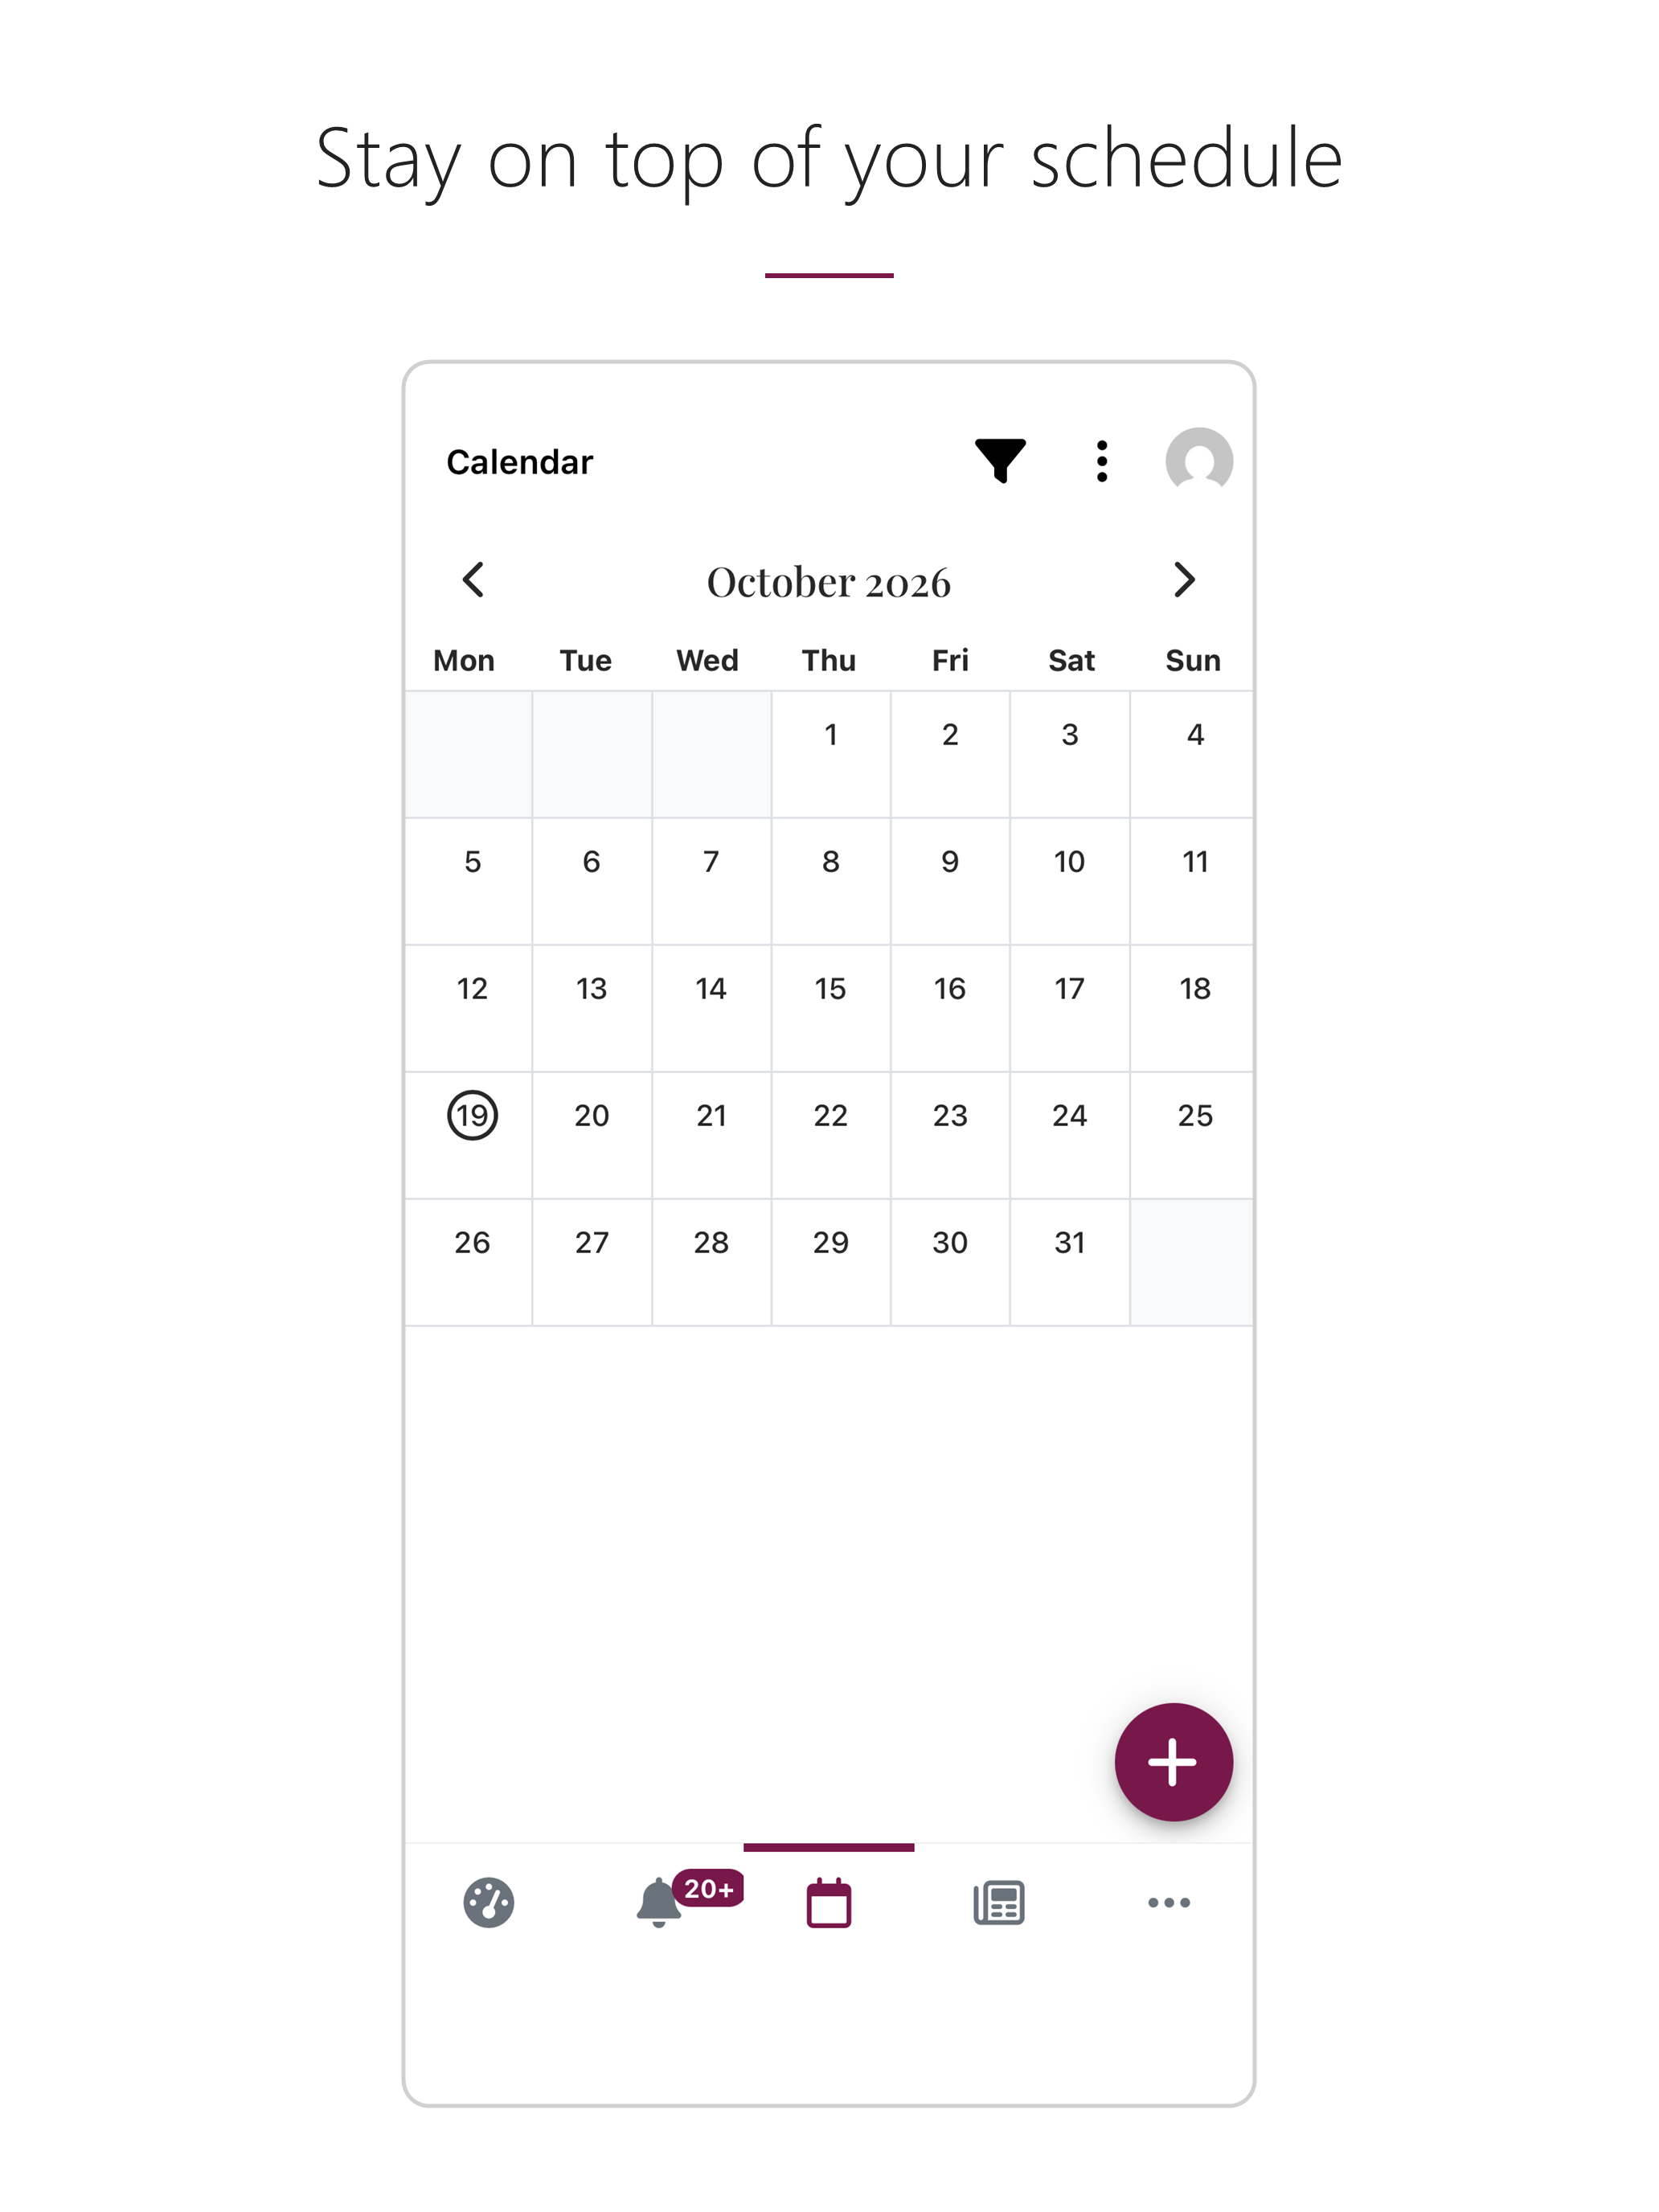 Stay on top of your schedule
Calendar
October 2026
Mon Tue Wed Thu Fri Sat Sun
1 2 3 4
5 6 7 8 9 10 11
12 13 14 15 16 17 18
19 20 21 22 23 24 25
26 27 28 29 30 31
20+